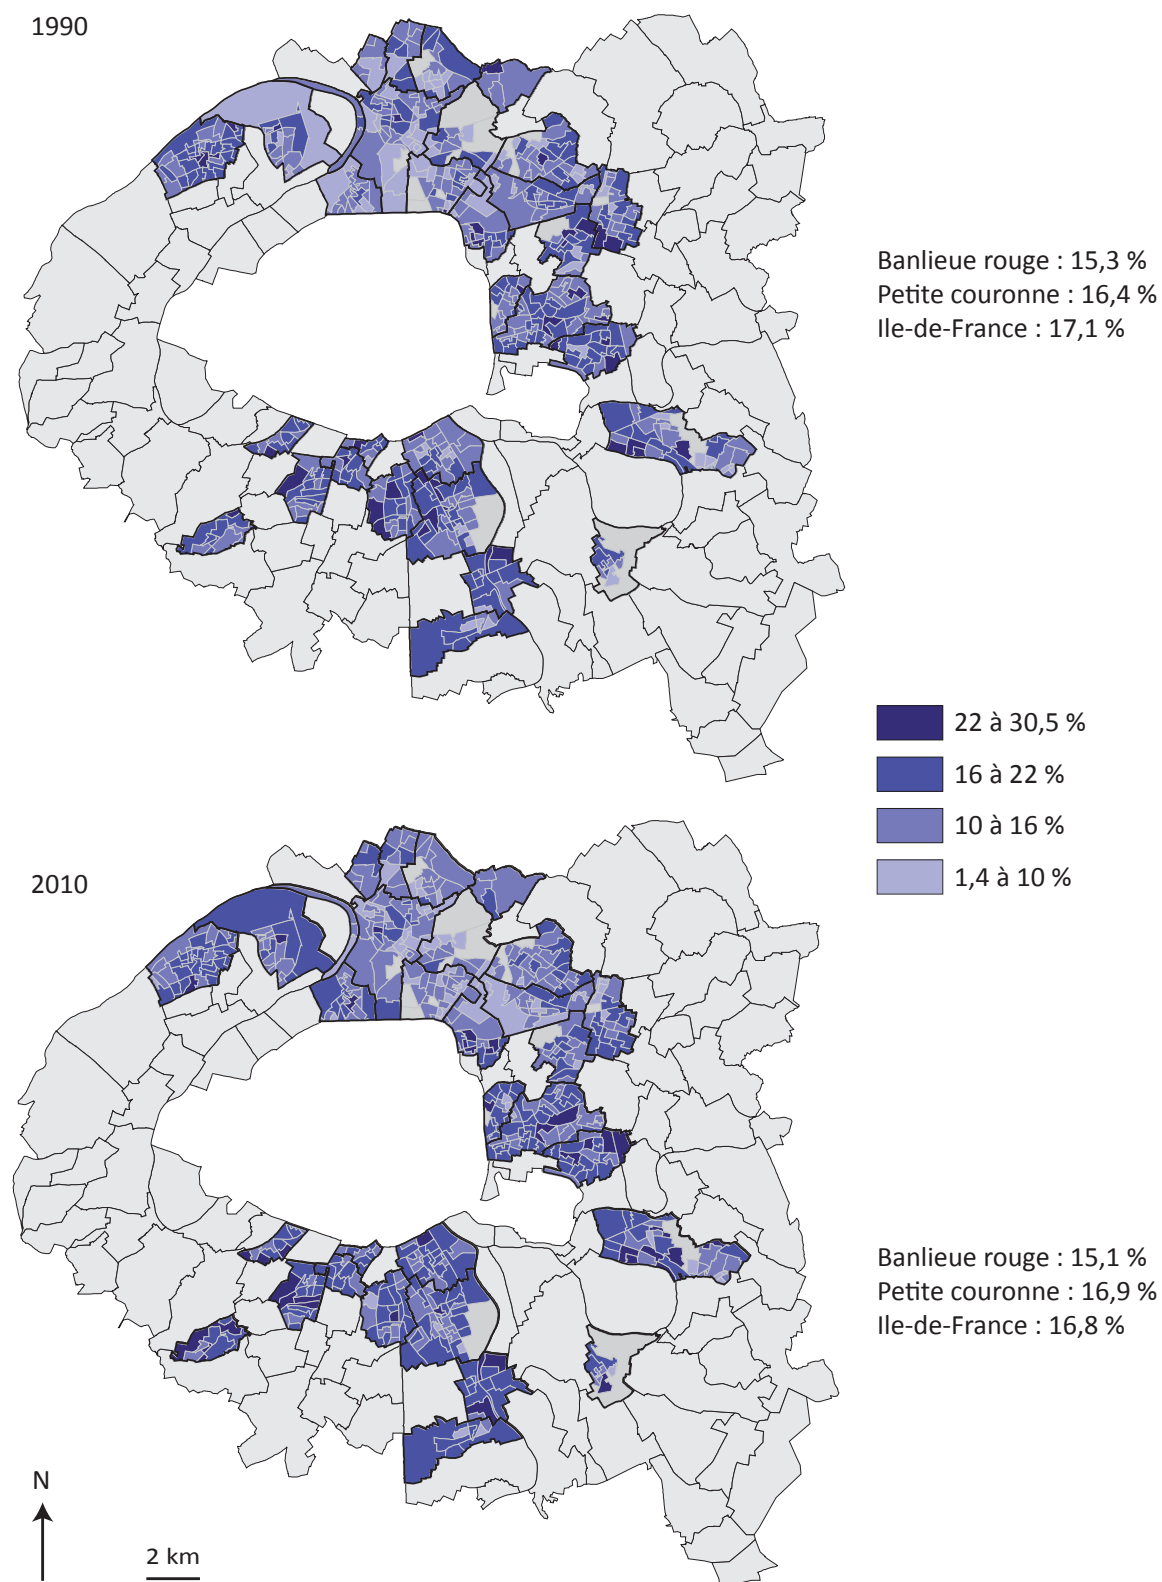 1990
Banlieue rouge : 15,3 %
Petite couronne : 16,4 %
Ile-de-France : 17,1 %
22 à 30,5 %
16 à 22 %
10 à 16 %
1,4 à 10 %
2010
Banlieue rouge : 15,1 %
Petite couronne : 16,9 %
Ile-de-France : 16,8 %
N
2 km